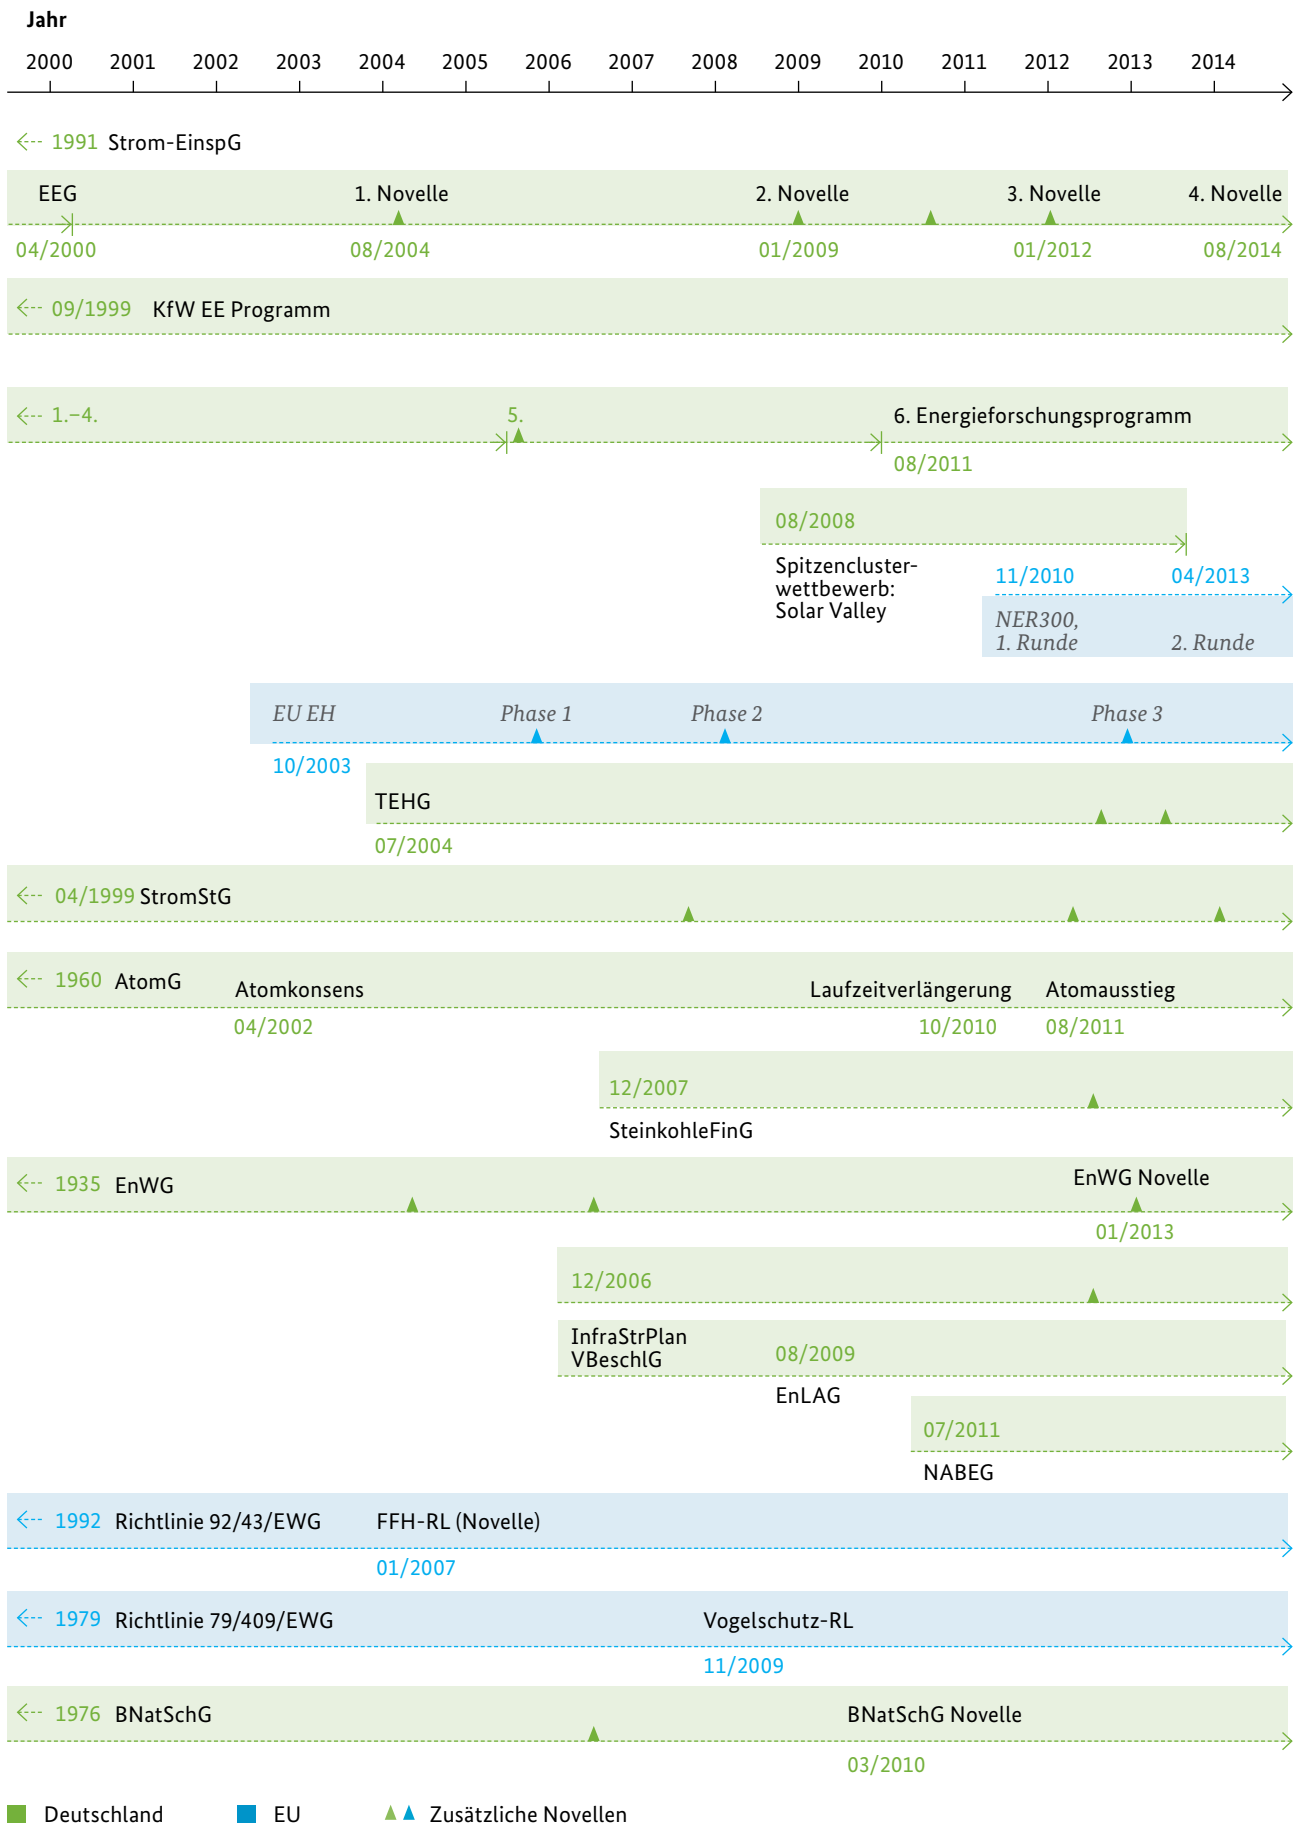 Jahr
2000 2001 2002 2003 2004 2005 2006 2007 2008 2009 2010 2011 2012 2013 2014
1991 Strom-EinspG
EEG 1. Novelle 2. Novelle 3. Novelle 4. Novelle
04/2000 08/2004 01/2009 01/2012 08/2014
09/1999 KfW EE Programm
1.–4. 5. 6. Energieforschungsprogramm
08/2011
08/2008
Spitzencluster-
wettbewerb:
Solar Valley
11/2010 04/2013
NER300,
1. Runde 2. Runde
EU EH Phase 1 Phase 2 Phase 3
10/2003
TEHG
07/2004
04/1999 StromStG
1960 AtomG
Atomkonsens Laufzeitverlängerung Atomausstieg
04/2002 10/2010 08/2011
12/2007
SteinkohleFinG
1935 EnWG EnWG Novelle
01/2013
12/2006
InfraStrPlan
VBeschlG
08/2009
EnLAG
07/2011
NABEG
1992 Richtlinie 92/43/EWG FFH-RL (Novelle)
01/2007
1979 Richtlinie 79/409/EWG Vogelschutz-RL
11/2009
1976 BNatSchG BNatSchG Novelle
03/2010
Deutschland EU Zusätzliche Novellen